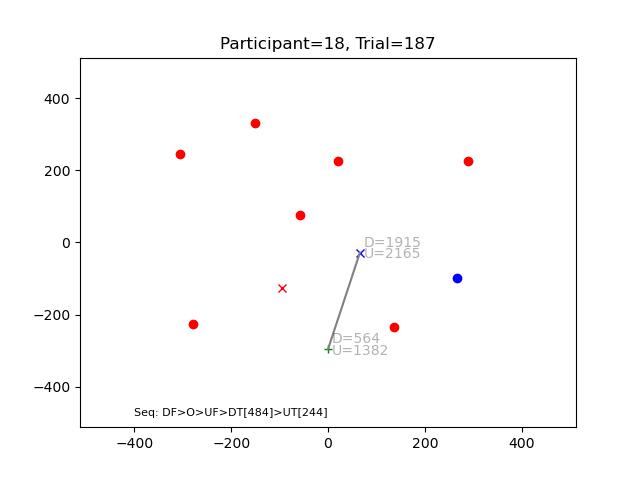 Participant=18, Trial=187
400
200
0
−200
−400
D=1915
U=2165
D=564
U=1382
Seq: DF>O>UF>DT[484]>UT[244]
−400 −200 0 200 400